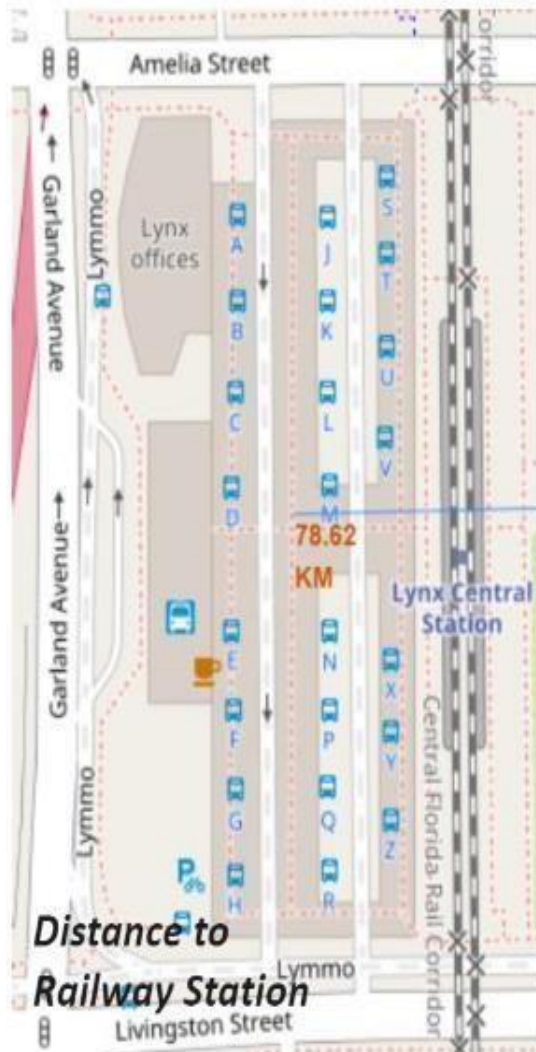 orridor
Amelia Street
Garland Avenue
Lymmo
Lynx
offices
S
A
J
T
B
K
U
C
L
V
D
M
78.62
KM
Garland Avenue
Lynx Central
Station
E
N
X
F
P
Y
G
Q
Z
P
H
R
Lymmo
Central Florida Rail Corridor
Distance to
Lymmo
Railway Station
Livingston Street